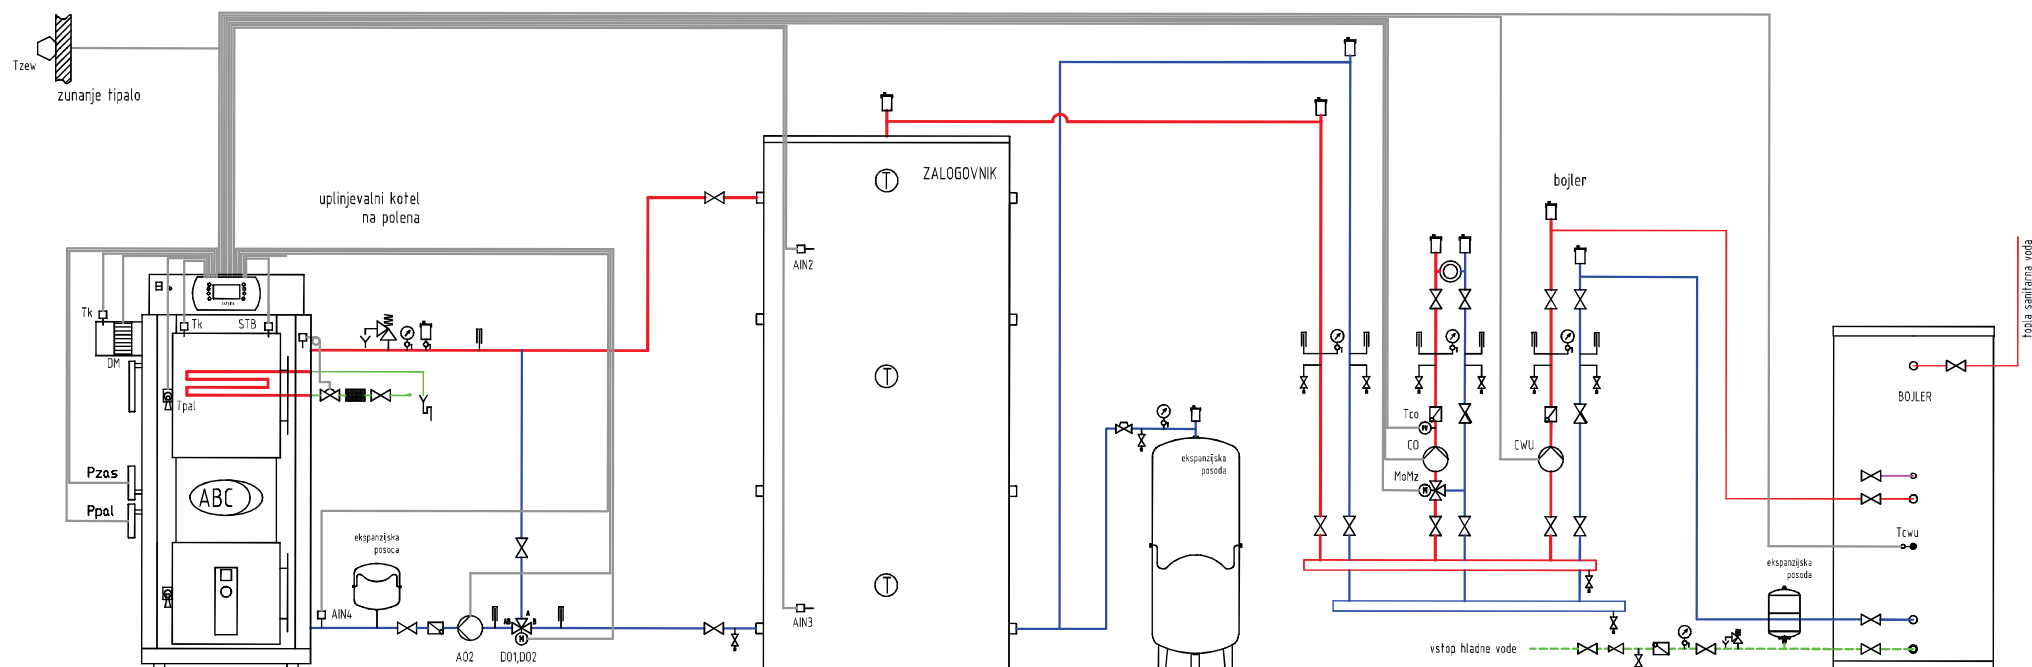 Tzew
zunanje tipalo
uplinjevalni kotel
na polena
ZALOGOVNIK
T
T
T
AIN2
AIN3
bojler
topla sanitarna voda
Tk
Tk
STB
DM
Tpal
Pzas
Ppal
ABC
ekspanzijska
posoca
AIN4
AO2
DO1,DO2
A
AB
B
M
ekspanzijska
posoda
Tco
CO
MoMz
M
CWU
BOJLER
Tcwu
ekspanzijska
posoda
vstop hladne vode